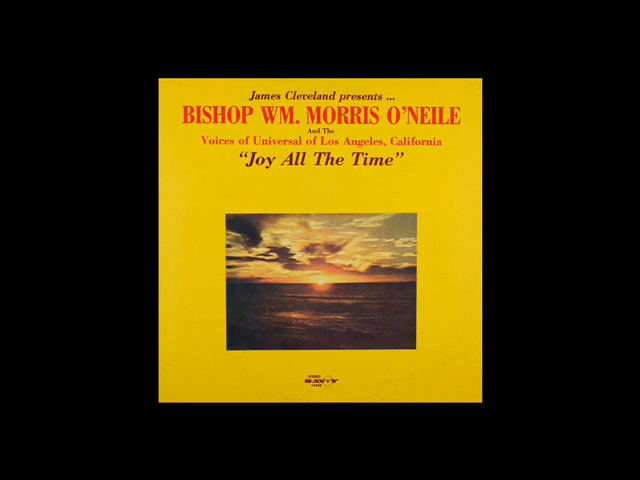 James Cleveland presents ...
BISHOP WM. MORRIS O'NEILE
And The
Voices of Universal of Los Angeles, California
"Joy All The Time"
STEREO
SAVOY